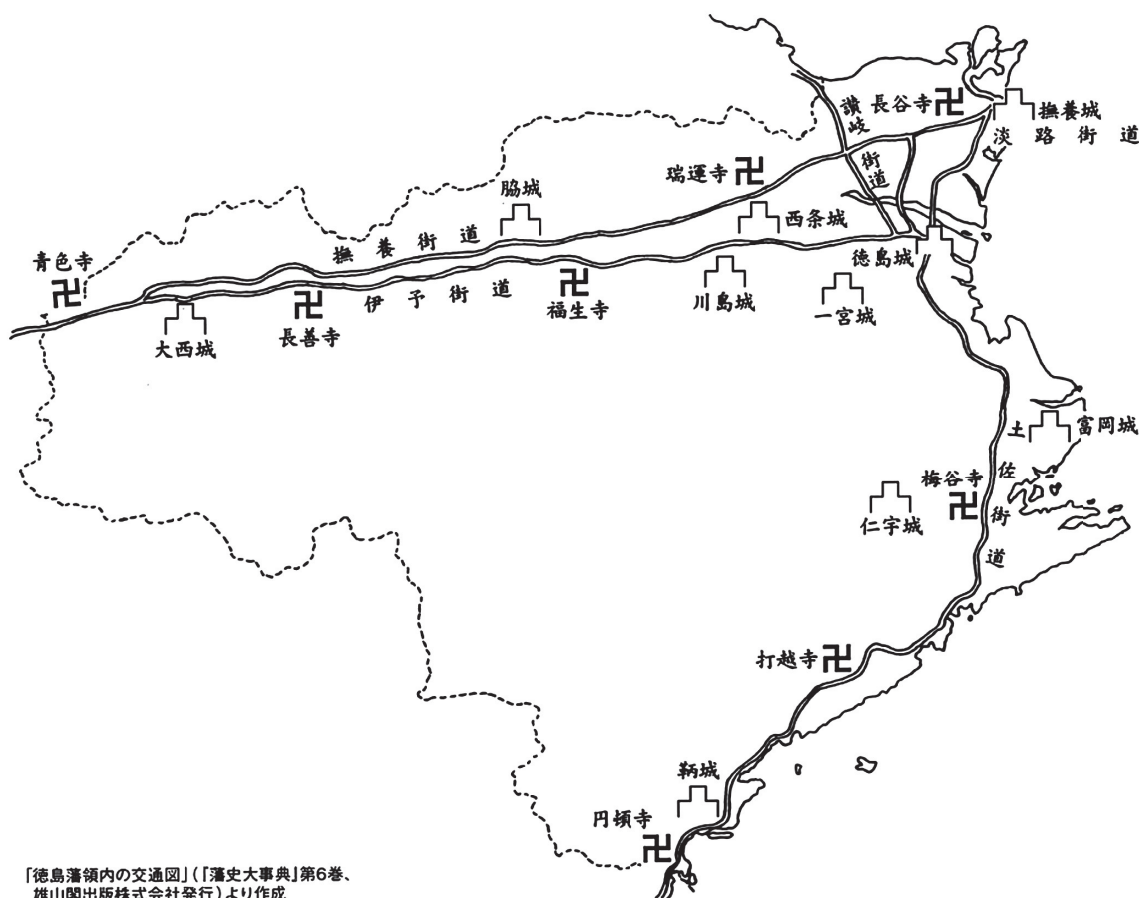 讃岐街道
長谷寺
撫養城
淡路街道
瑞運寺
脇城
西条城
撫養街道
青色寺
徳島城
伊予街道
福生寺
川島城
一宮城
長善寺
大西城
土佐街道
富岡城
梅谷寺
仁宇城
打越寺
鞆城
円頓寺
「徳島藩領内の交通図」(『藩史大事典』第6巻、
雄山閣出版株式会社発行)より作成